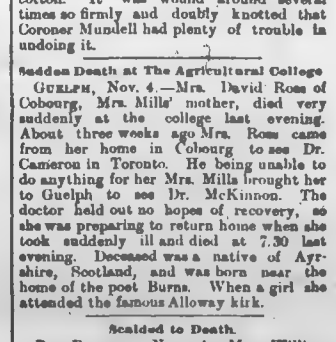 cotton. It was wound around several
times so firmly and doubly knotted that
Coroner Mundell had plenty of trouble in
undoing it.
Sudden Death at The Agricultural College
GUELPH, Nov. 4.—Mrs. David Ross of
Cobourg, Mrs. Mills' mother, died very
suddenly at the college last evening.
About three weeks ago Mrs. Ross came
from her home in Cobourg to see Dr.
Cameron in Toronto. He being unable to
do anything for her Mrs. Mills brought her
to Guelph to see Dr. McKinnon. The
doctor held out no hopes of recovery, so
she was preparing to return home when she
took suddenly ill and died at 7.30 last
evening. Deceased was a native of Ayr-
shire, Scotland, and was born near the
home of the poet Burns. When a girl she
attended the famous Alloway kirk.
Scalded to Death.